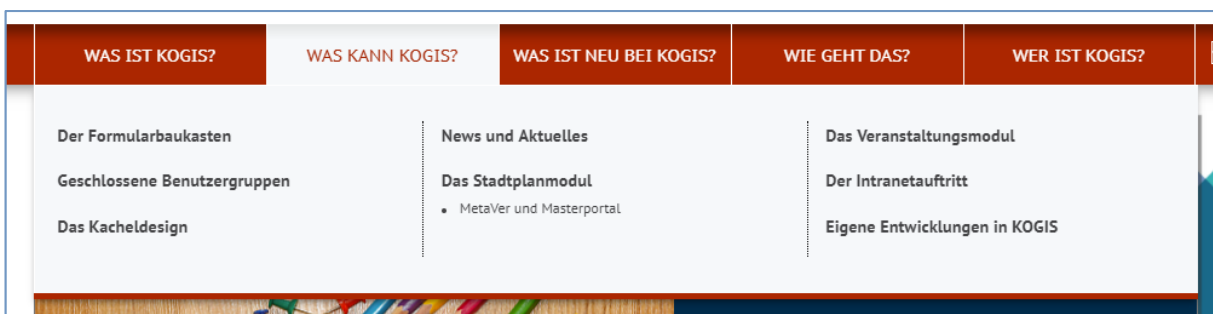 WAS IST KOGIS?
WAS KANN KOGIS?
WAS IST NEU BEI KOGIS?
WIE GEHT DAS?
WER IST KOGIS?
Der Formularbaukasten
Geschlossene Benutzergruppen
Das Kacheldesign
News und Aktuelles
Das Stadtplanmodul
MetaVer und Masterportal
Das Veranstaltungsmodul
Der Intranetauftritt
Eigene Entwicklungen in KOGIS